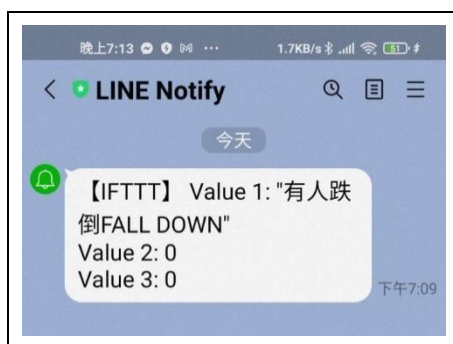 晚上7:13 ··· 1.7KB/s 51
LINE Notify
今天
【IFTTT】 Value 1: "有人跌
倒FALL DOWN"
Value 2: 0
Value 3: 0
下午7:09